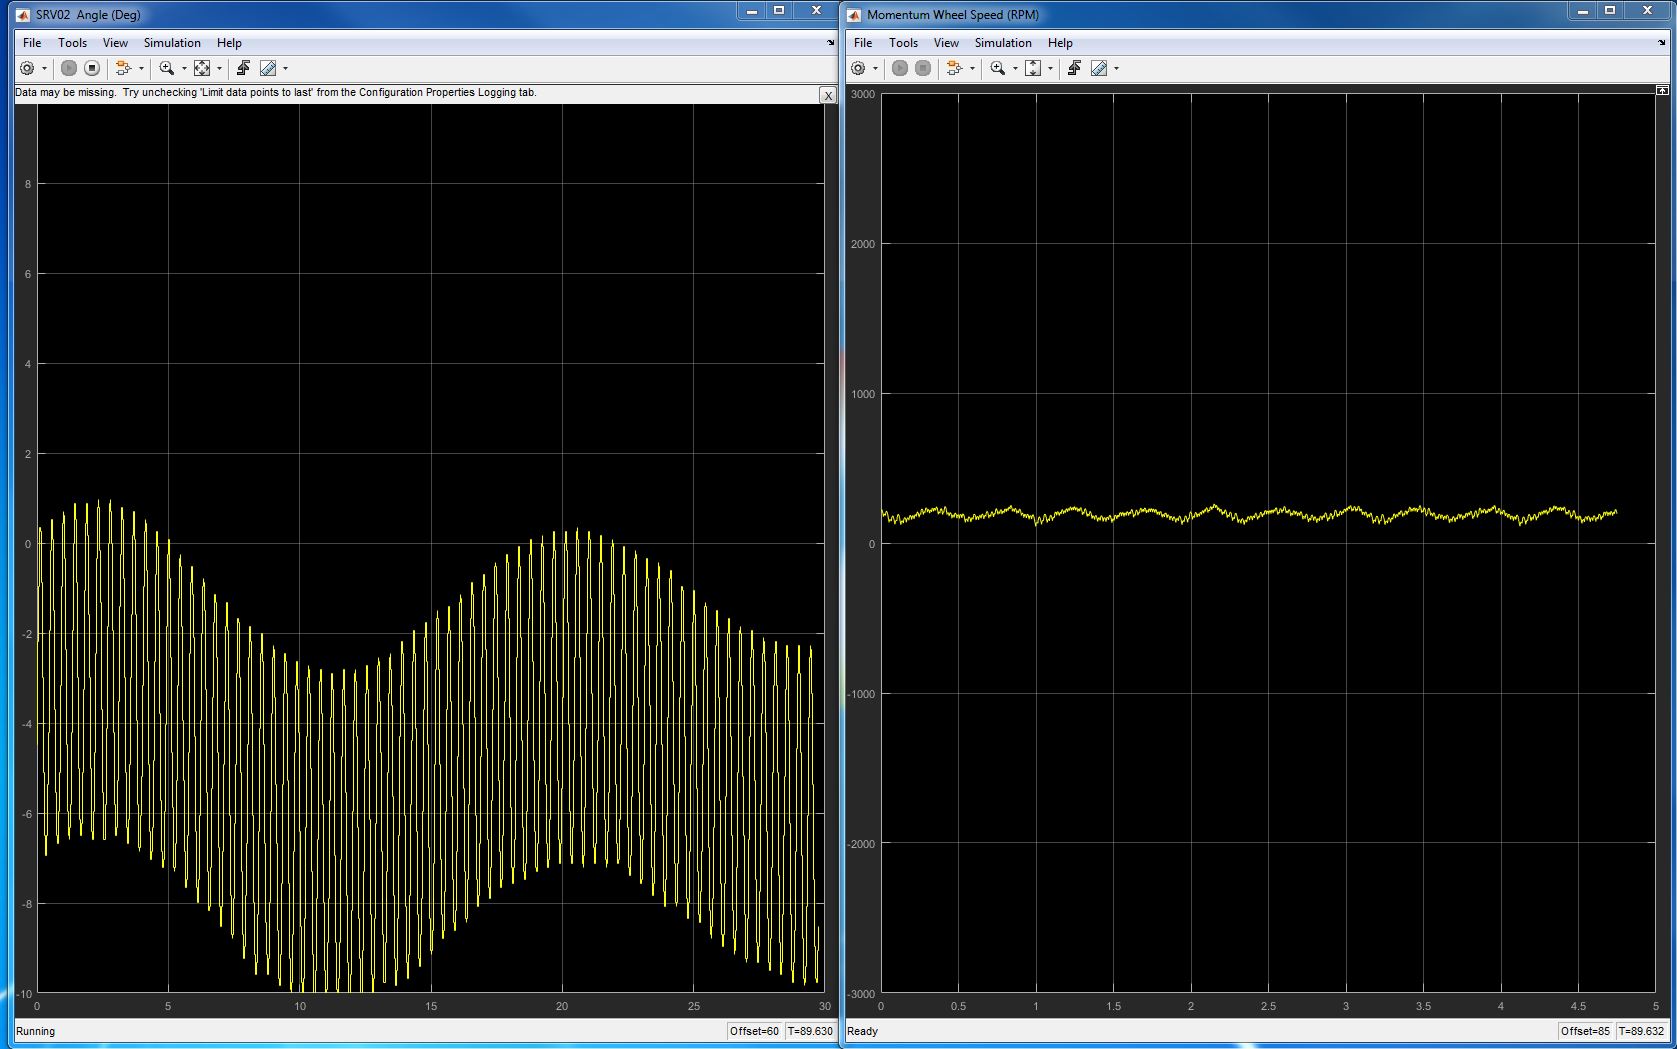 SRV02  Angle (Deg)
File Tools View Simulation Help
Data may be missing.  Try unchecking 'Limit data points to last' from the Configuration Properties Logging tab.
X
8
6
4
2
0
-2
-4
-6
-8
-10
0 5 10 15 20 25 30
Running Offset=60 T=89.630
Momentum Wheel Speed (RPM)
File Tools View Simulation Help
3000
2000
1000
0
-1000
-2000
-3000
0 0.5 1 1.5 2 2.5 3 3.5 4 4.5 5
Ready Offset=85 T=89.632